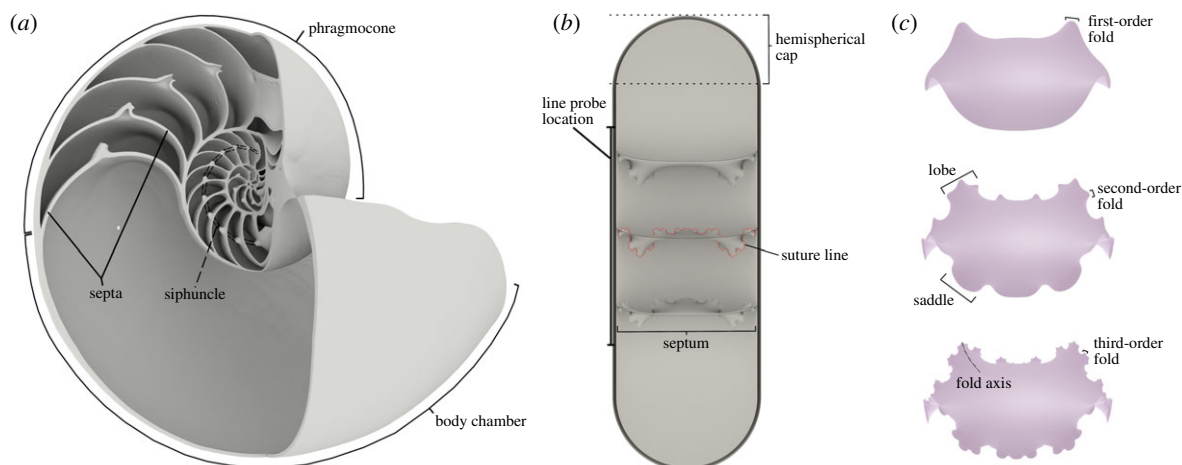 (a)
phragmocone
septa
siphuncle
body chamber
(b)
hemispherical
cap
line probe
location
suture line
septum
(c)
first-order
fold
lobe
second-order
fold
saddle
third-order
fold
fold axis